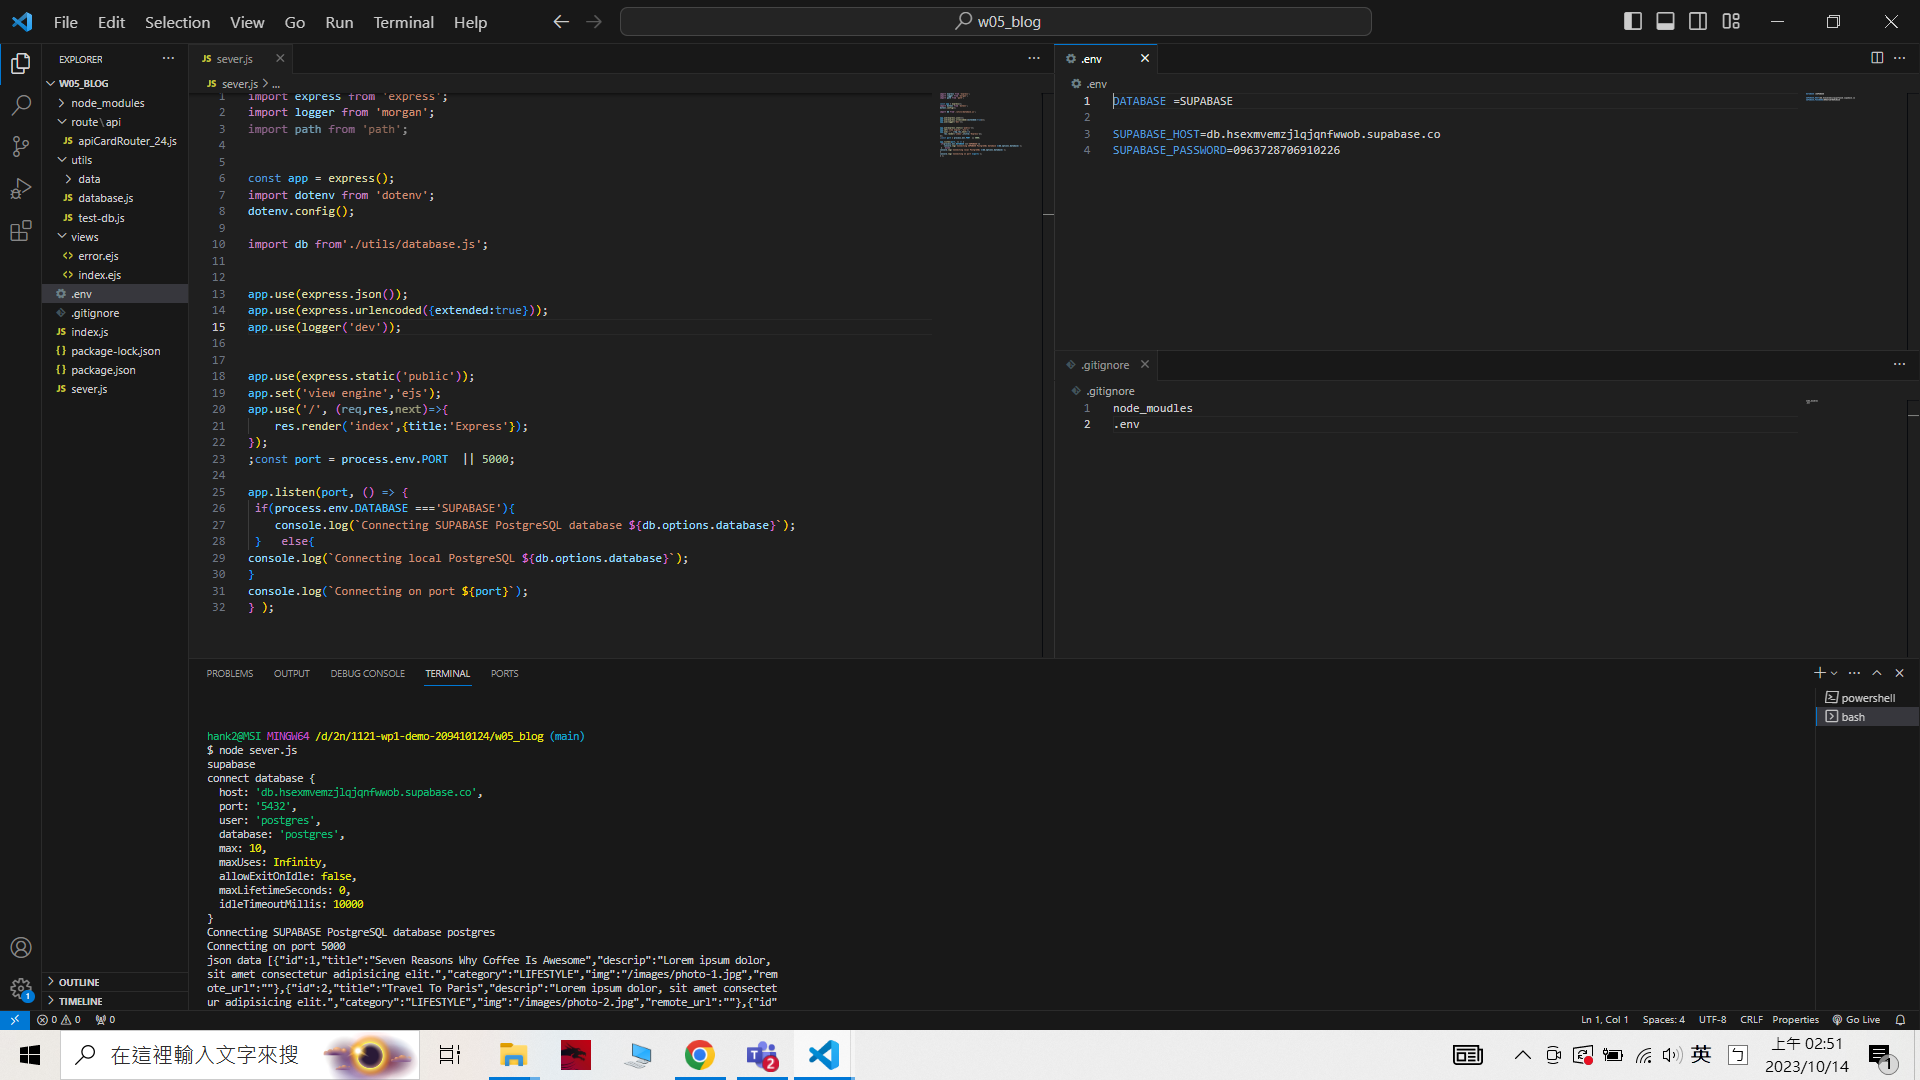 File Edit Selection View Go Run Terminal Help
w05_blog
EXPLORER
W05_BLOG
node_modules
route\api
JS apiCardRouter_24.js
utils
data
JS database.js
JS test-db.js
views
<> error.ejs
<> index.ejs
.env
.gitignore
JS index.js
{} package-lock.json
{} package.json
JS sever.js
OUTLINE
TIMELINE
JS sever.js
JS sever.js > ...
1 import express from 'express';
2 import logger from 'morgan';
3 import path from 'path';
4
5
6 const app = express();
7 import dotenv from 'dotenv';
8 dotenv.config();
9
10 import db from'./utils/database.js';
11
12
13 app.use(express.json());
14 app.use(express.urlencoded({extended:true}));
15 app.use(logger('dev'));
16
17
18 app.use(express.static('public'));
19 app.set('view engine','ejs');
20 app.use('/', (req,res,next)=>{
21 res.render('index',{title:'Express'});
22 });
23 ;const port = process.env.PORT || 5000;
24
25 app.listen(port, () => {
26 if(process.env.DATABASE ==='SUPABASE'){
27 console.log(`Connecting SUPABASE PostgreSQL database ${db.options.database}`);
28 } else{
29 console.log(`Connecting local PostgreSQL ${db.options.database}`);
30 }
31 console.log(`Connecting on port ${port}`);
32 } );
.env
.env
1 DATABASE =SUPABASE
2
3 SUPABASE_HOST=db.hsexmvemzjlqjqnfwwob.supabase.co
4 SUPABASE_PASSWORD=0963728706910226
.gitignore
.gitignore
1 node_moudles
2 .env
PROBLEMS OUTPUT DEBUG CONSOLE TERMINAL PORTS
powershell
bash
hank2@MSI MINGW64 /d/2n/1121-wp1-demo-209410124/w05_blog (main)
$ node sever.js
supabase
connect database {
host: 'db.hsexmvemzjlqjqnfwwob.supabase.co',
port: '5432',
user: 'postgres',
database: 'postgres',
max: 10,
maxUses: Infinity,
allowExitOnIdle: false,
maxLifetimeSeconds: 0,
idleTimeoutMillis: 10000
}
Connecting SUPABASE PostgreSQL database postgres
Connecting on port 5000
json data [{"id":1,"title":"Seven Reasons Why Coffee Is Awesome","descrip":"Lorem ipsum dolor,
sit amet consectetur adipisicing elit.","category":"LIFESTYLE","img":"/images/photo-1.jpg","rem
ote_url":""},{"id":2,"title":"Travel To Paris","descrip":"Lorem ipsum dolor, sit amet consectet
ur adipisicing elit.","category":"LIFESTYLE","img":"/images/photo-2.jpg","remote_url":""},{"id"
0 0 0
Ln 1, Col 1 Spaces: 4 UTF-8 CRLF Properties Go Live
1
在這裡輸入文字來搜
2
英
ㄅ
上午 02:51
2023/10/14
1